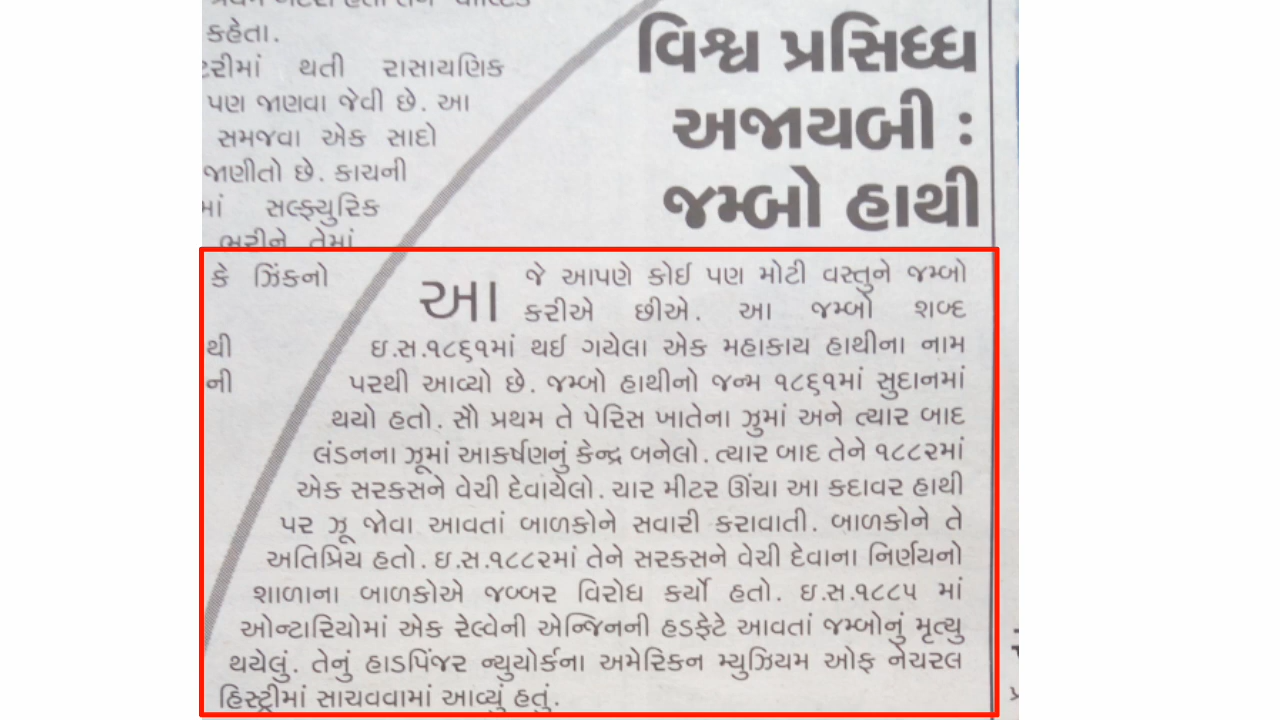 કહેતા.
થતી રાસાયણિક
પણ જાણવા જેવી છે. આ
સમજવા એક સાદો
જાણીતો છે. કાચની
માં સલ્ફ્યુરિક
ભરીને તેમાં
કે ઝિંકનો
થી
ની
વિશ્વ પ્રસિધ્ધ
અજાયબી :
જમ્બો હાથી
આ જે આપણે કોઈ પણ મોટી વસ્તુને જમ્બો
કરીએ છીએ. આ જમ્બો શબ્દ
ઇ.સ.૧૮૬૧માં થઈ ગયેલા એક મહાકાય હાથીના નામ
પરથી આવ્યો છે. જમ્બો હાથીનો જન્મ ૧૮૬૧માં સુદાનમાં
થયો હતો. સૌ પ્રથમ તે પેરિસ ખાતેના ઝુમાં અને ત્યાર બાદ
લંડનના ઝૂમાં આકર્ષણનું કેન્દ્ર બનેલો. ત્યાર બાદ તેને ૧૮૮૨માં
એક સરકસને વેચી દેવાયેલો. ચાર મીટર ઊંચા આ કદાવર હાથી
પર ઝૂ જોવા આવતાં બાળકોને સવારી કરાવાતી. બાળકોને તે
અતિપ્રિય હતો. ઇ.સ.૧૮૮૨માં તેને સરકસને વેચી દેવાના નિર્ણયનો
શાળાના બાળકોએ જબ્બર વિરોધ કર્યો હતો. ઇ.સ.૧૮૮૫ માં
ઓન્ટારિયોમાં એક રેલ્વેની એન્જિનની હડફેટે આવતાં જમ્બોનું મૃત્યુ
થયેલું. તેનું હાડપિંજર ન્યુયોર્કના અમેરિકન મ્યુઝિયમ ઓફ નેચરલ
હિસ્ટ્રીમાં સાચવવામાં આવ્યું હતું.